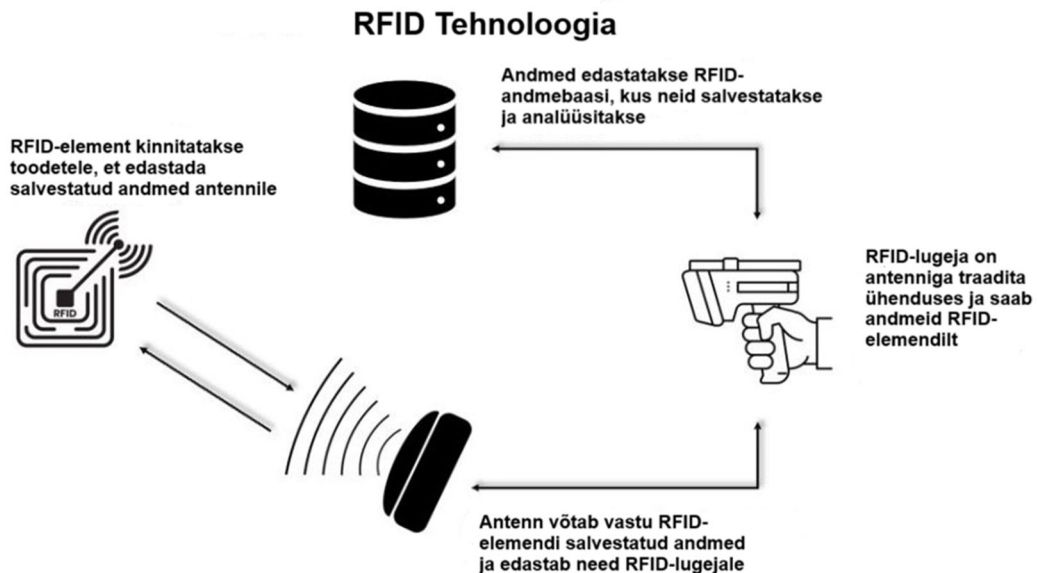 RFID Tehnoloogia
Andmed edastatakse RFID-
andmebaasi, kus neid salvestatakse
ja analüüsitakse
RFID-element kinnitatakse
toodetele, et edastada
salvestatud andmed antennile
RFID
RFID-lugeja on
antenniga traadita
ühenduses ja saab
andmeid RFID-
elemendilt
Antenn võtab vastu RFID-
elemendi salvestatud andmed
ja edastab need RFID-lugejale